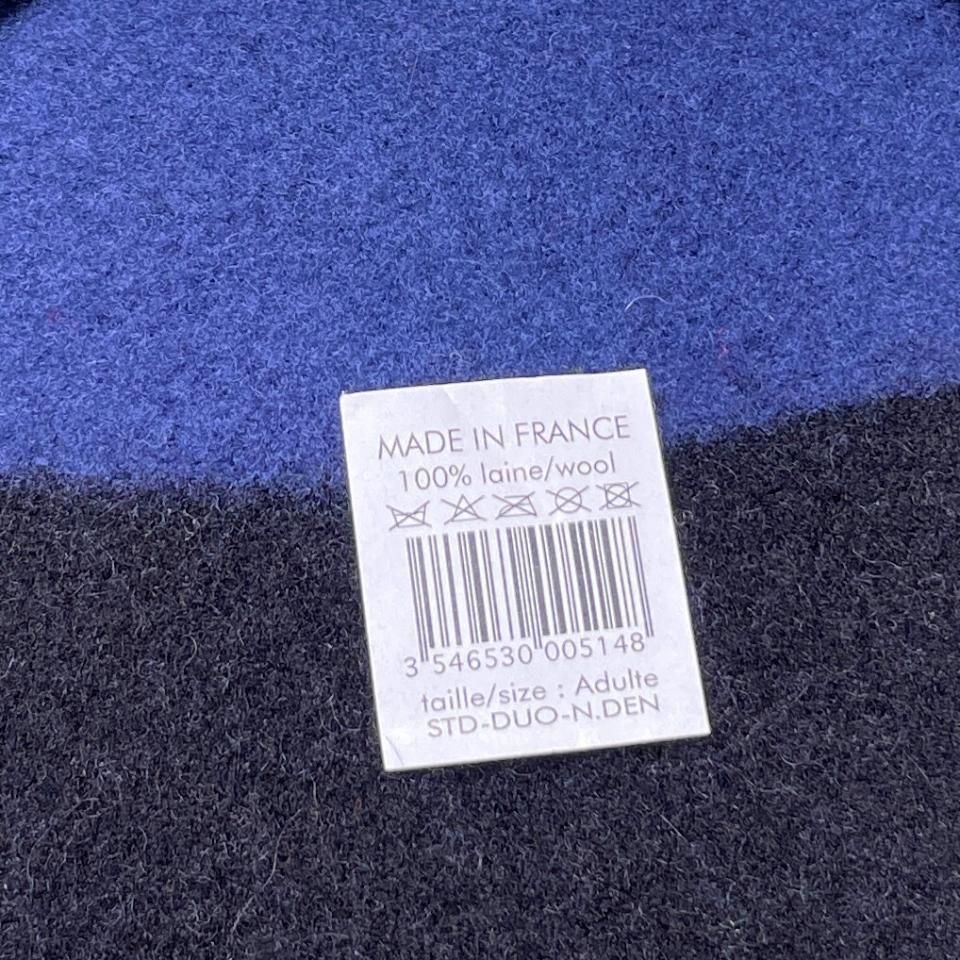 MADE IN FRANCE
100% laine/wool
3 546530 005148
taille/size : Adulte
STD-DUO-N.DEN